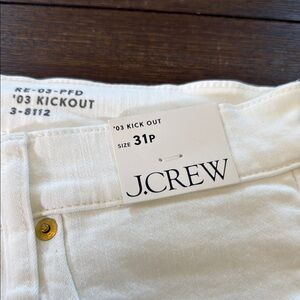 RE-03-PFD
'03 KICKOUT
3-8112
'03 KICK OUT
SIZE 31P
J.CREW